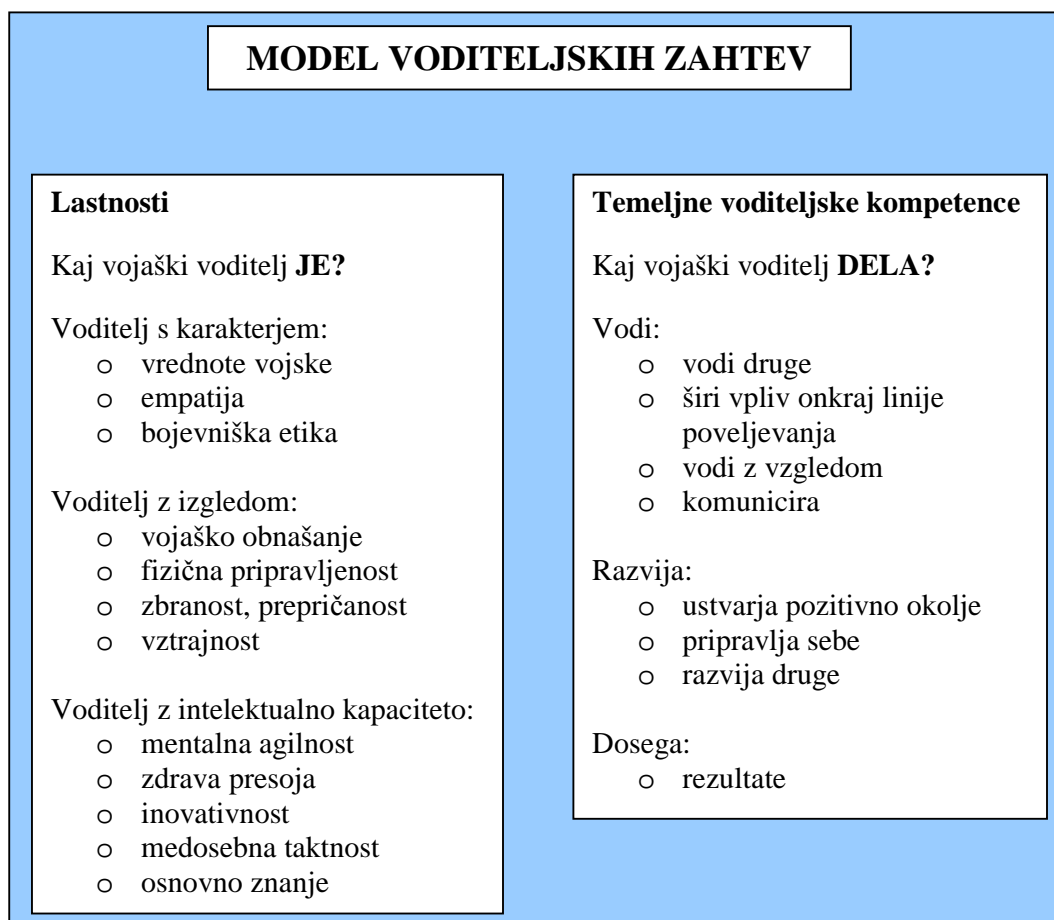 MODEL VODITELJSKIH ZAHTEV
Lastnosti
Kaj vojaški voditelj JE?
Voditelj s karakterjem:
o vrednote vojske
o empatija
o bojevniška etika
Voditelj z izgledom:
o vojaško obnašanje
o fizična pripravljenost
o zbranost, prepričanost
o vztrajnost
Voditelj z intelektualno kapaciteto:
o mentalna agilnost
o zdrava presoja
o inovativnost
o medosebna taktnost
o osnovno znanje
Temeljne voditeljske kompetence
Kaj vojaški voditelj DELA?
Vodi:
o vodi druge
o širi vpliv onkraj linije
poveljevanja
o vodi z vzgledom
o komunicira
Razvija:
o ustvarja pozitivno okolje
o pripravlja sebe
o razvija druge
Dosega:
o rezultate